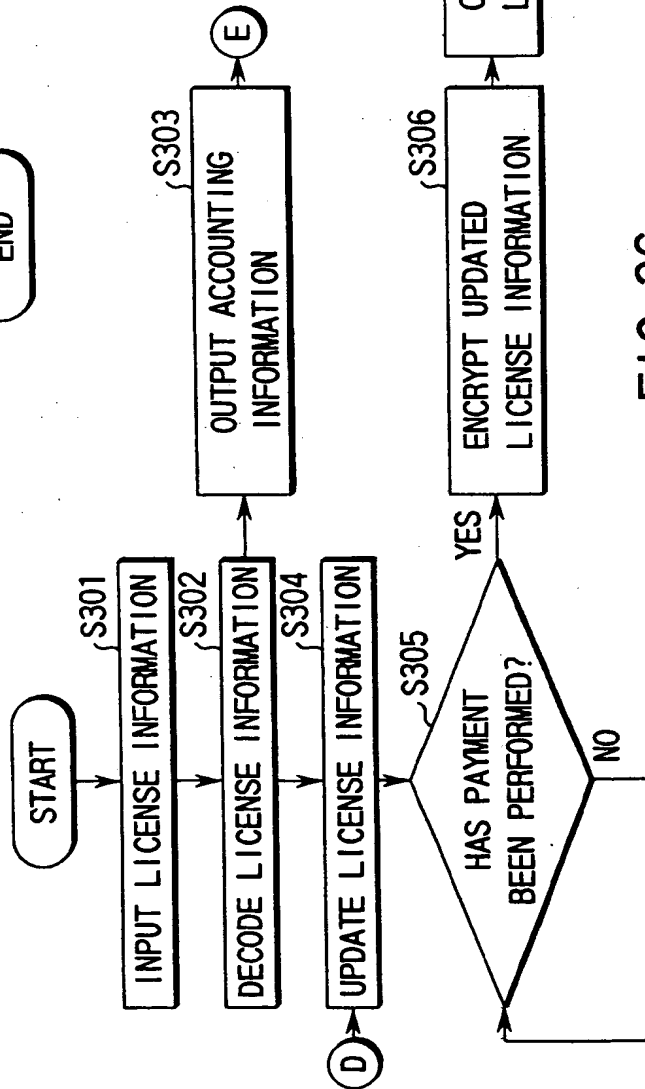 END
START
S301
INPUT LICENSE INFORMATION
S302
DECODE LICENSE INFORMATION
S303
OUTPUT ACCOUNTING
INFORMATION
E
S304
UPDATE LICENSE INFORMATION
D
S305
HAS PAYMENT
BEEN PERFORMED?
YES
NO
S306
ENCRYPT UPDATED
LICENSE INFORMATION